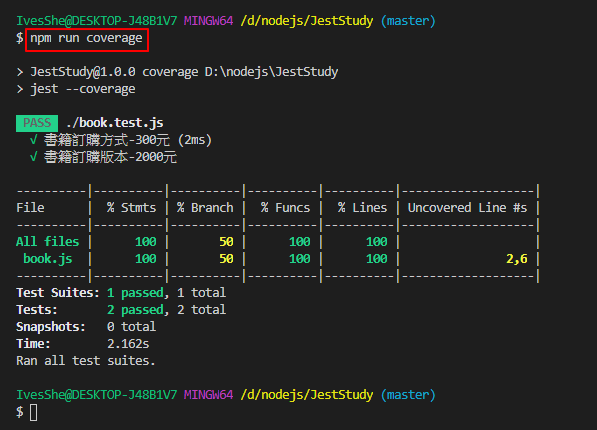 IvesShe@DESKTOP-J48B1V7 MINGW64 /d/nodejs/JestStudy (master)
$ npm run coverage
> JestStudy@1.0.0 coverage D:\nodejs\JestStudy
> jest --coverage
PASS ./book.test.js
√ 書籍訂購方式-300元 (2ms)
√ 書籍訂購版本-2000元
----------|----------|----------|----------|----------|-------------------|
File      |  % Stmts | % Branch |  % Funcs |  % Lines | Uncovered Line #s |
----------|----------|----------|----------|----------|-------------------|
All files |      100 |       50 |      100 |      100 |                   |
 book.js  |      100 |       50 |      100 |      100 |               2,6 |
----------|----------|----------|----------|----------|-------------------|
Test Suites: 1 passed, 1 total
Tests:       2 passed, 2 total
Snapshots:   0 total
Time:        2.162s
Ran all test suites.
IvesShe@DESKTOP-J48B1V7 MINGW64 /d/nodejs/JestStudy (master)
$